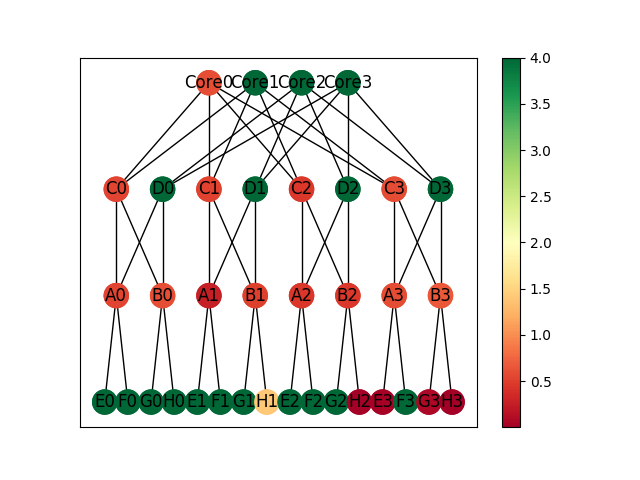 Core0 Core1 Core2 Core3
C0 D0 C1 D1 C2 D2 C3 D3
A0 B0 A1 B1 A2 B2 A3 B3
E0 F0 G0 H0 E1 F1 G1 H1 E2 F2 G2 H2 E3 F3 G3 H3
4.0
3.5
3.0
2.5
2.0
1.5
1.0
0.5